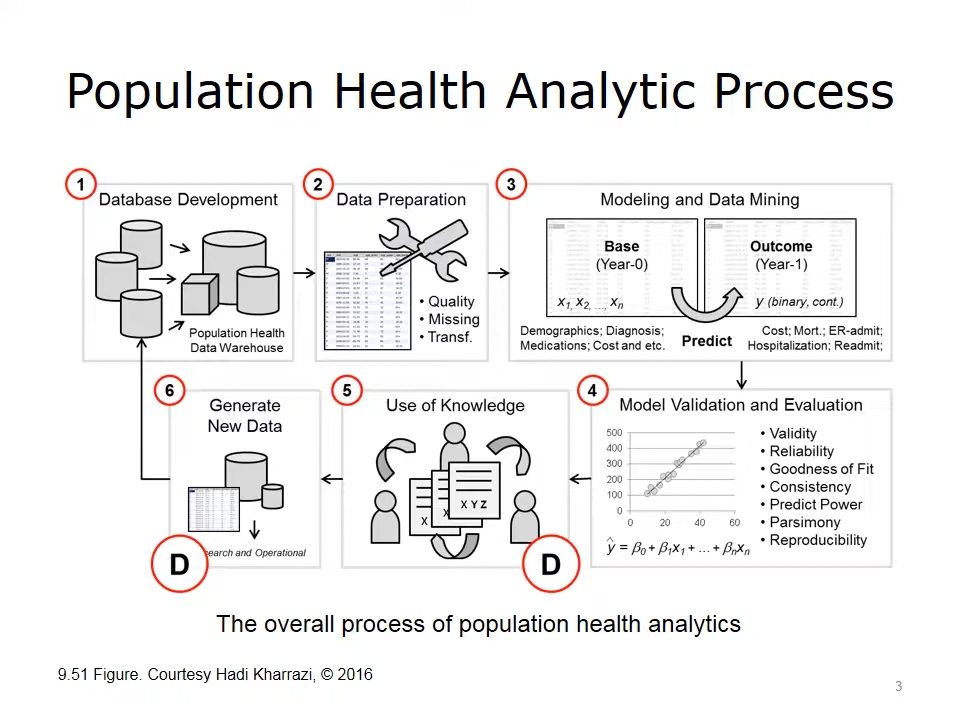 Population Health Analytic Process
1
Database Development
Population Health
Data Warehouse
2
Data Preparation
• Quality
• Missing
• Transf.
3
Modeling and Data Mining
Base
(Year-0)
x1, x2, ..., xn
Outcome
(Year-1)
y (binary, cont.)
Demographics; Diagnosis;
Medications; Cost and etc.
Predict
Cost; Mort.; ER-admit;
Hospitalization; Readmit;
4
Model Validation and Evaluation
500
400
300
200
100
0
0 20 40 60
ŷ = β0 + β1x1 + ... + βnxn
• Validity
• Reliability
• Goodness of Fit
• Consistency
• Predict Power
• Parsimony
• Reproducibility
5
Use of Knowledge
X
X
X Y Z
D
6
Generate
New Data
and Operational
D
The overall process of population health analytics
9.51 Figure. Courtesy Hadi Kharrazi, © 2016
3